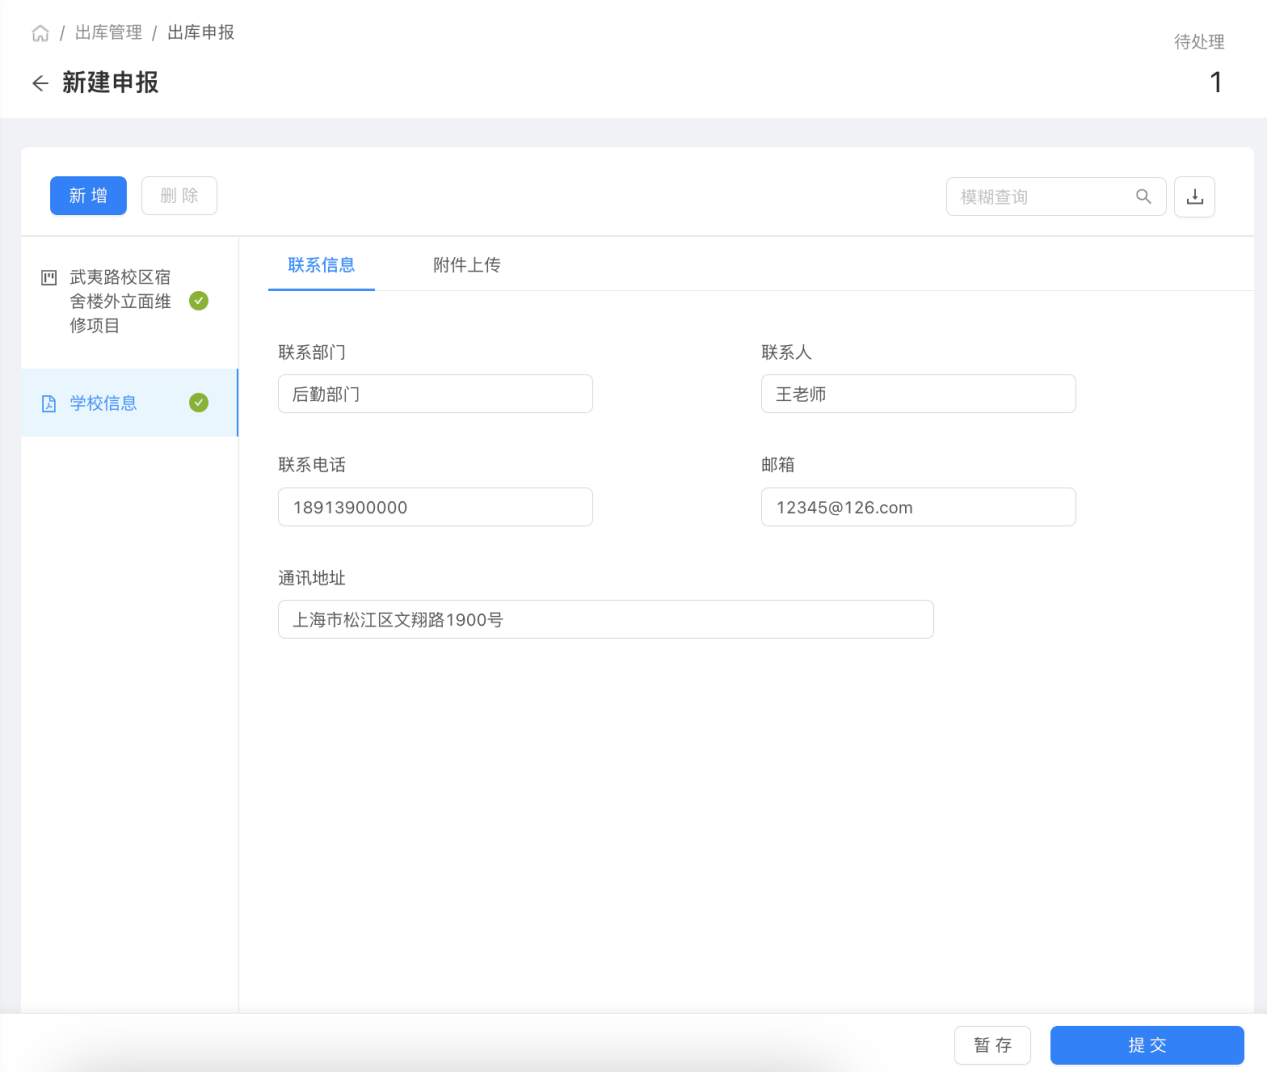 / 出库管理 / 出库申报
待处理
新建申报
1
新 增
删 除
模糊查询
武夷路校区宿
舍楼外立面维
修项目
学校信息
联系信息
附件上传
联系部门
联系人
后勤部门
王老师
联系电话
邮箱
18913900000
12345@126.com
通讯地址
上海市松江区文翔路1900号
暂 存
提 交